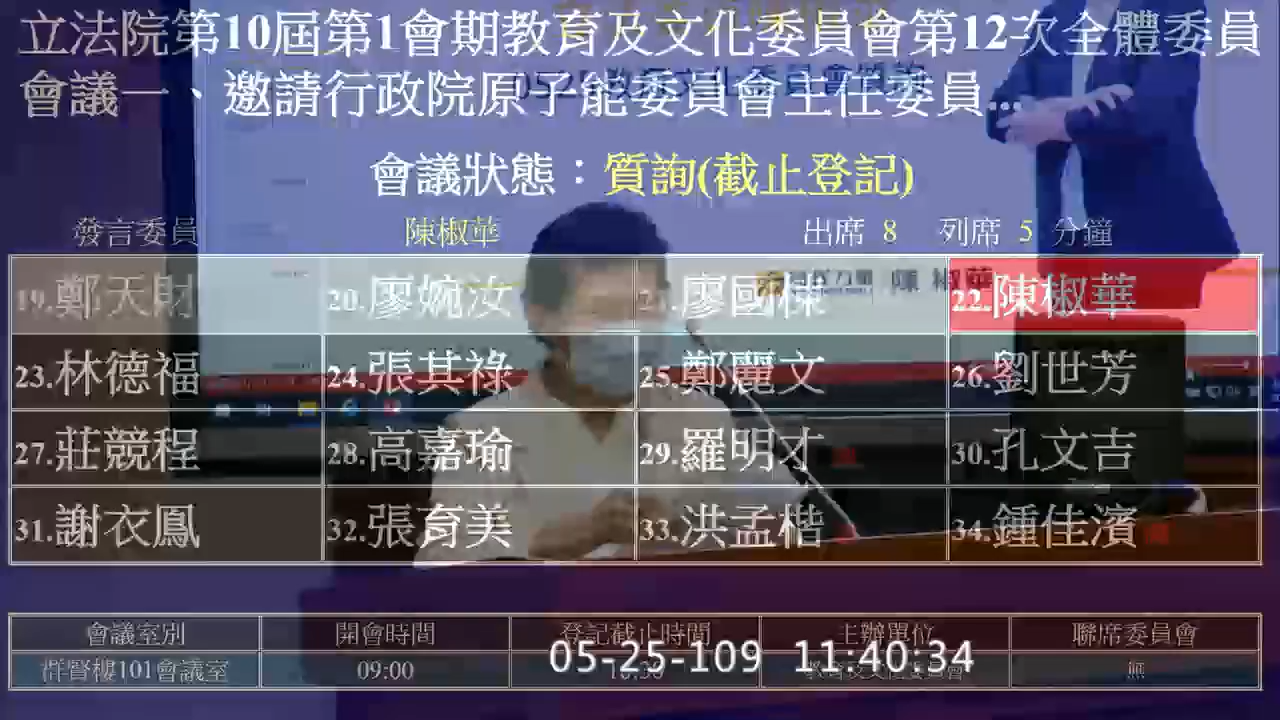 立法院第10屆第1會期教育及文化委員會第12次全體委員
會議一、邀請行政院原子能委員會主任委員...
會議狀態：質詢(截止登記)
發言委員 陳椒華 出席 8 列席 5 分鐘
19.鄭天財 20.廖婉汝 21.廖國棟 22.陳椒華
23.林德福 24.張其祿 25.鄭麗文 26.劉世芳
27.莊競程 28.高嘉瑜 29.羅明才 30.孔文吉
31.謝衣鳳 32.張育美 33.洪孟楷 34.鍾佳濱
會議室別 開會時間 登記截止時間 主辦單位 聯席委員會
群賢樓101會議室 09:00 無
05-25-109 11:40:34